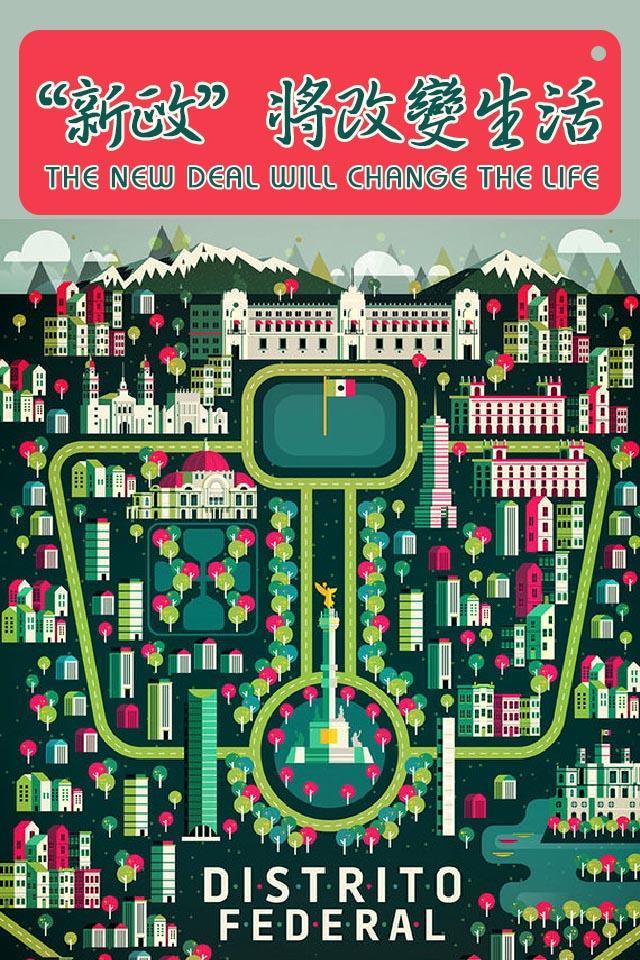 “新政” 將改變生活
THE NEW DEAL WILL CHANGE THE LIFE
DISTRITO
FEDERAL